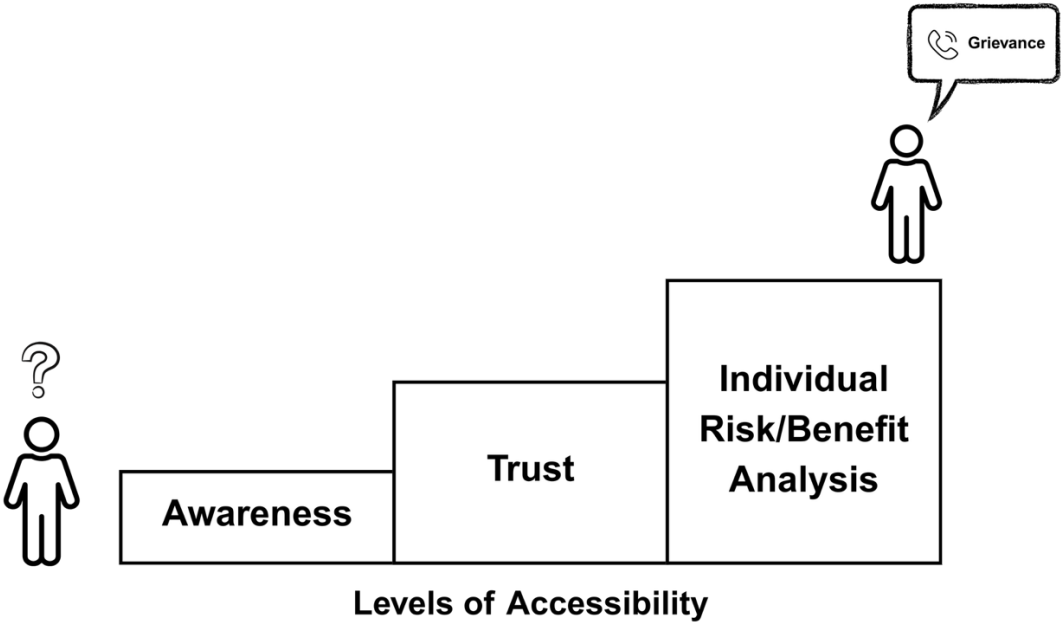 Grievance
?
Individual
Risk/Benefit
Analysis
Trust
Awareness
Levels of Accessibility